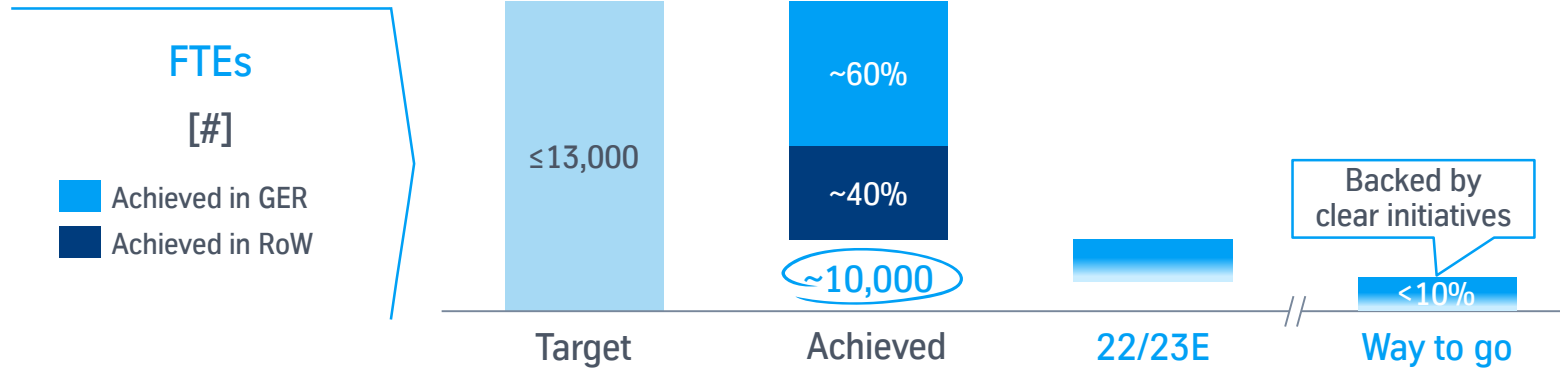 FTEs
[#]
Achieved in GER
Achieved in RoW
≤13,000
~60%
~40%
~10,000
Backed by
clear initiatives
<10%
Target
Achieved
22/23E
Way to go